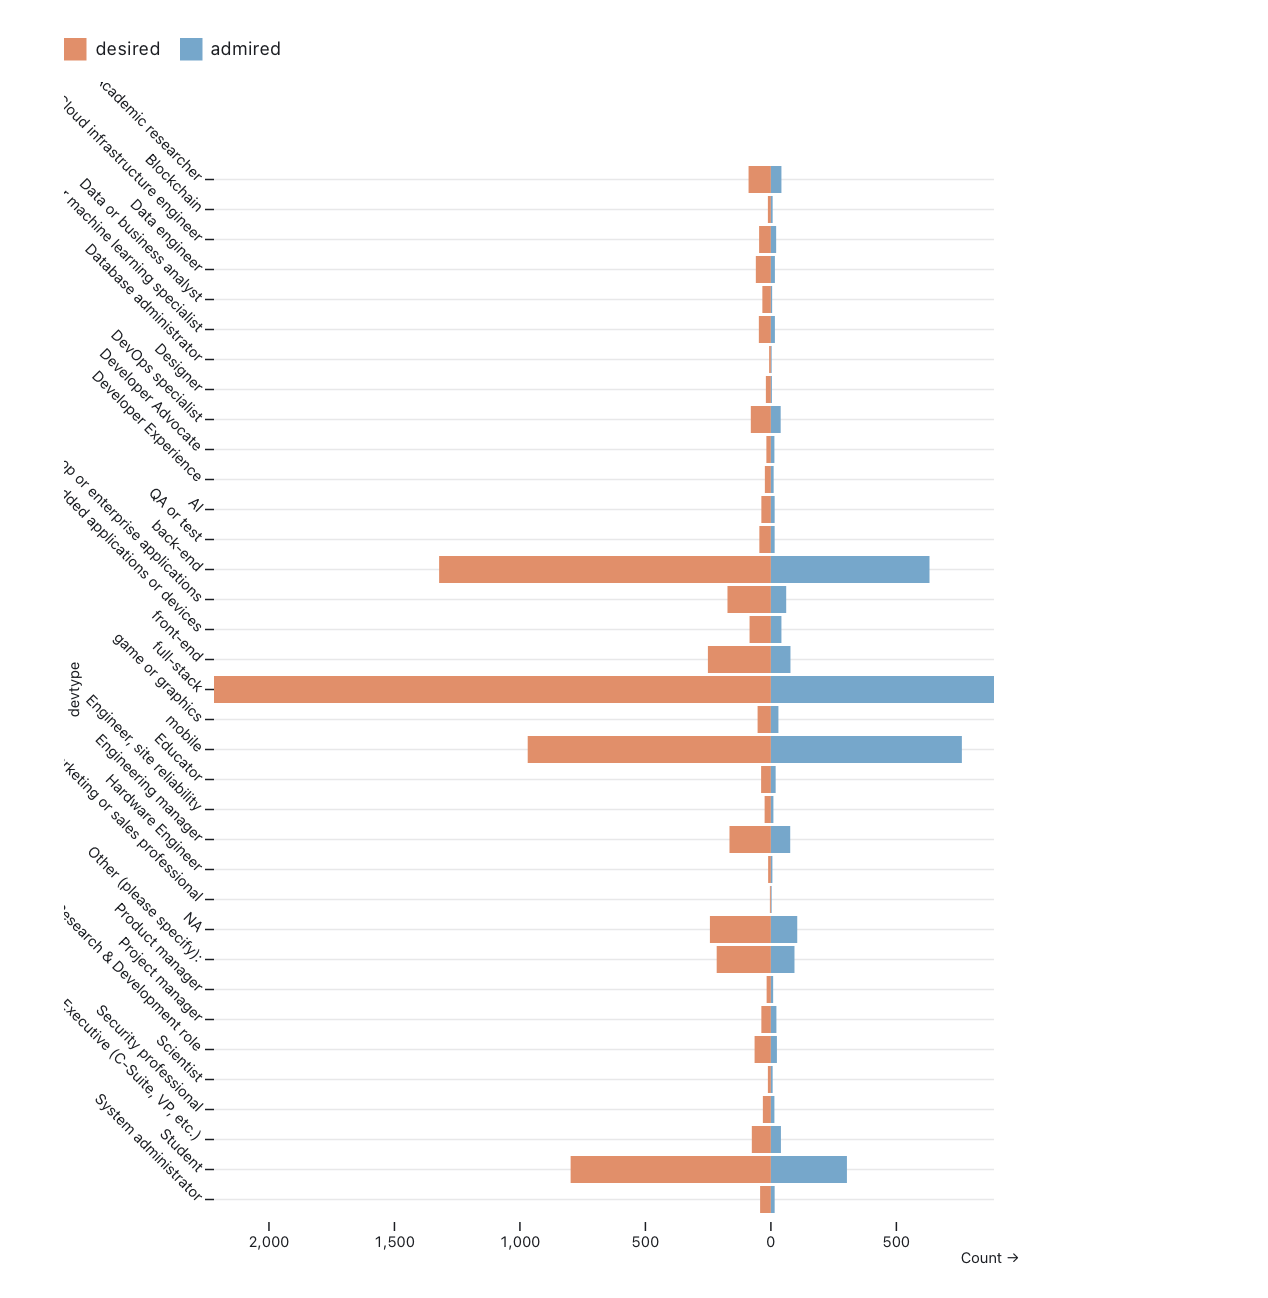 desired
admired
academic researcher
Blockchain
Cloud infrastructure engineer
Data engineer
Data or business analyst
r machine learning specialist
Database administrator
Designer
DevOps specialist
Developer Advocate
Developer Experience
AI
QA or test
back-end
op or enterprise applications
dded applications or devices
front-end
full-stack
game or graphics
mobile
Educator
Engineer, site reliability
Engineering manager
Hardware Engineer
rketing or sales professional
NA
Other (please specify):
Product manager
Project manager
esearch & Development role
Scientist
Security professional
Executive (C-Suite, VP, etc.)
Student
System administrator
devtype
2,000
1,500
1,000
500
0
500
Count →